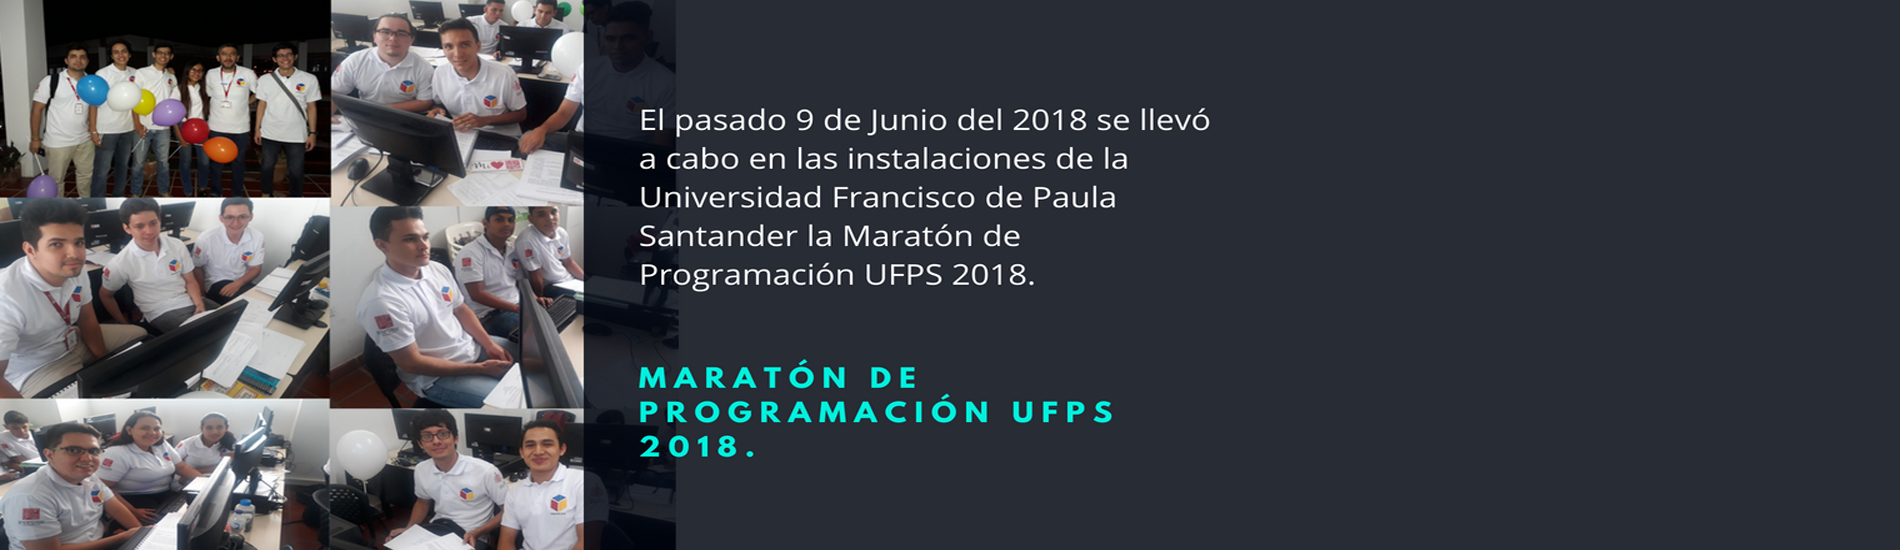 El pasado 9 de Junio del 2018 se llevó
a cabo en las instalaciones de la
Universidad Francisco de Paula
Santander la Maratón de
Programación UFPS 2018.
MARATÓN DE
PROGRAMACIÓN UFPS
2018.